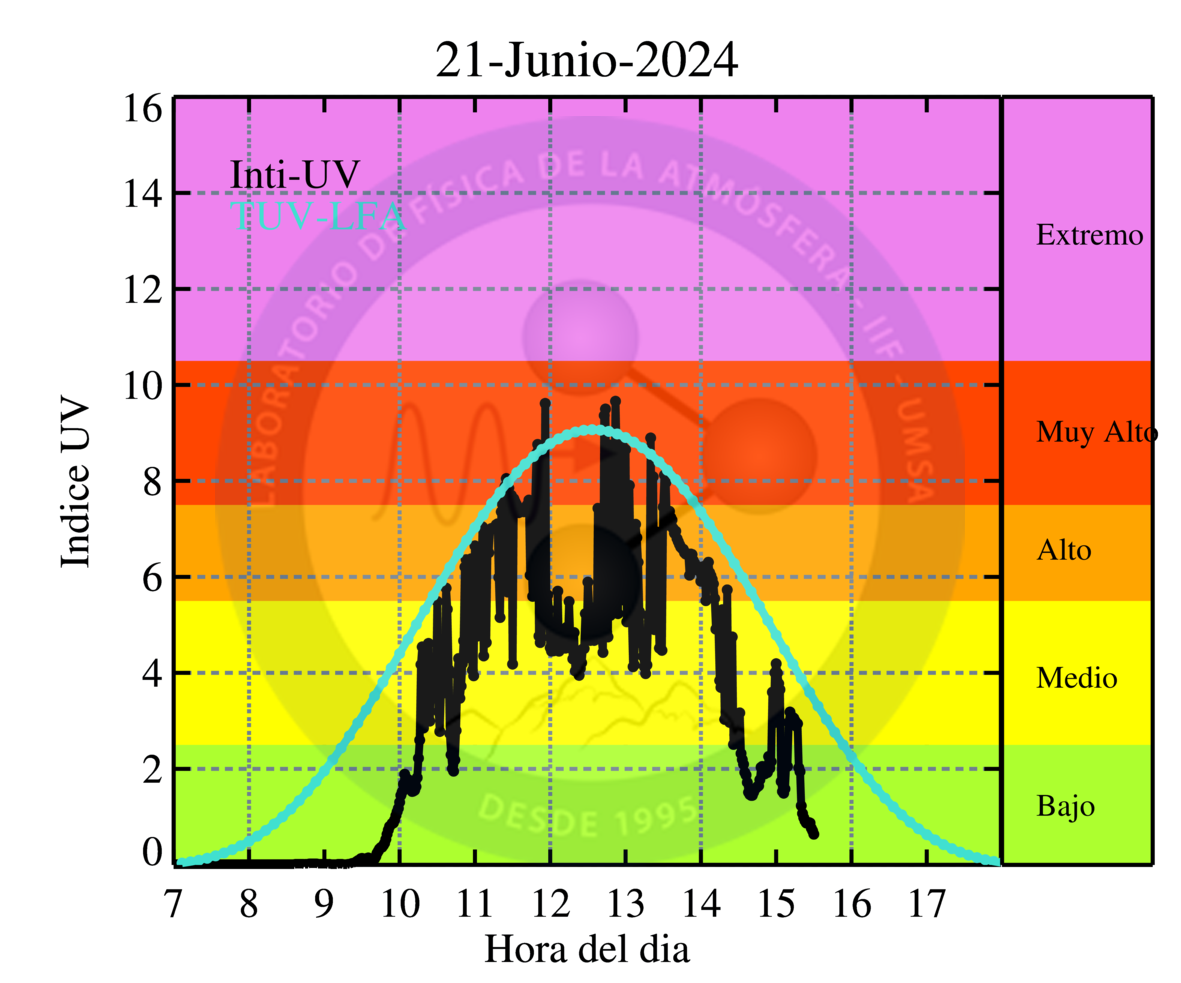 21-Junio-2024
16
14
12
10
8
6
4
2
0
Indice UV
Inti-UV
TUV-LFA
LABORATORIO DE FÍSICA DE LA ATMÓSFERA - IIF - UMSA
DESDE 1995
Extremo
Muy Alto
Alto
Medio
Bajo
7 8 9 10 11 12 13 14 15 16 17
Hora del dia